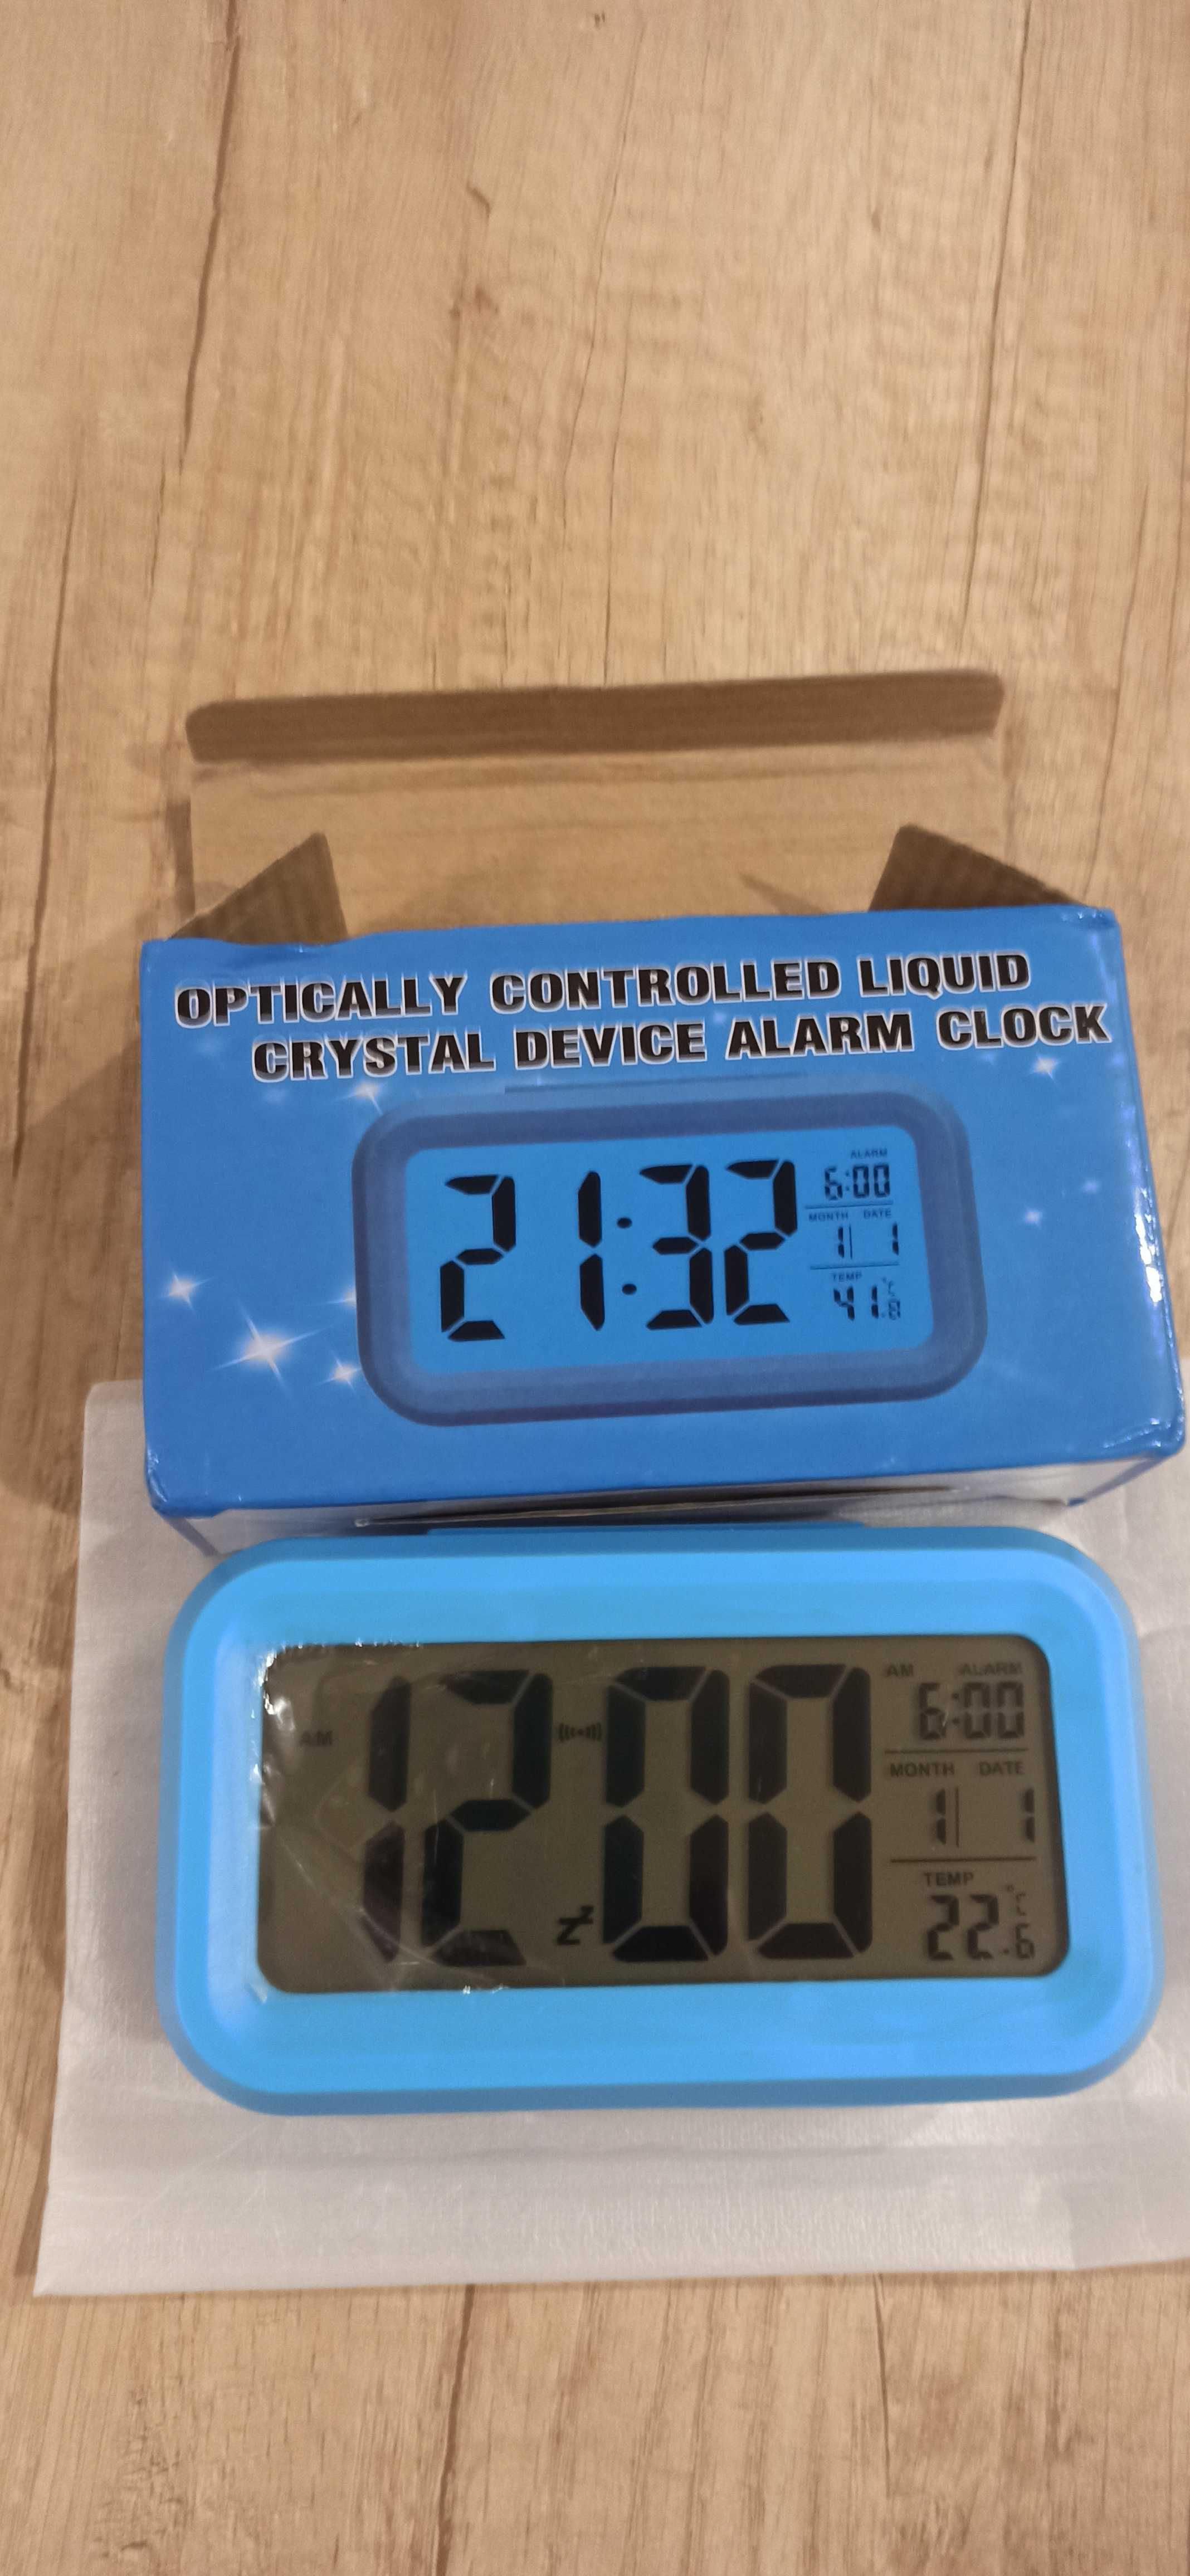 OPTICALLY CONTROLLED LIQUID
CRYSTAL DEVICE ALARM CLOCK
ALARM
6:00
21:32
MONTH DATE
1 1
TEMP
41.8°C
AM ALARM
6:00
AM 12:00
MONTH DATE
1 1
z²
TEMP
22.6°C